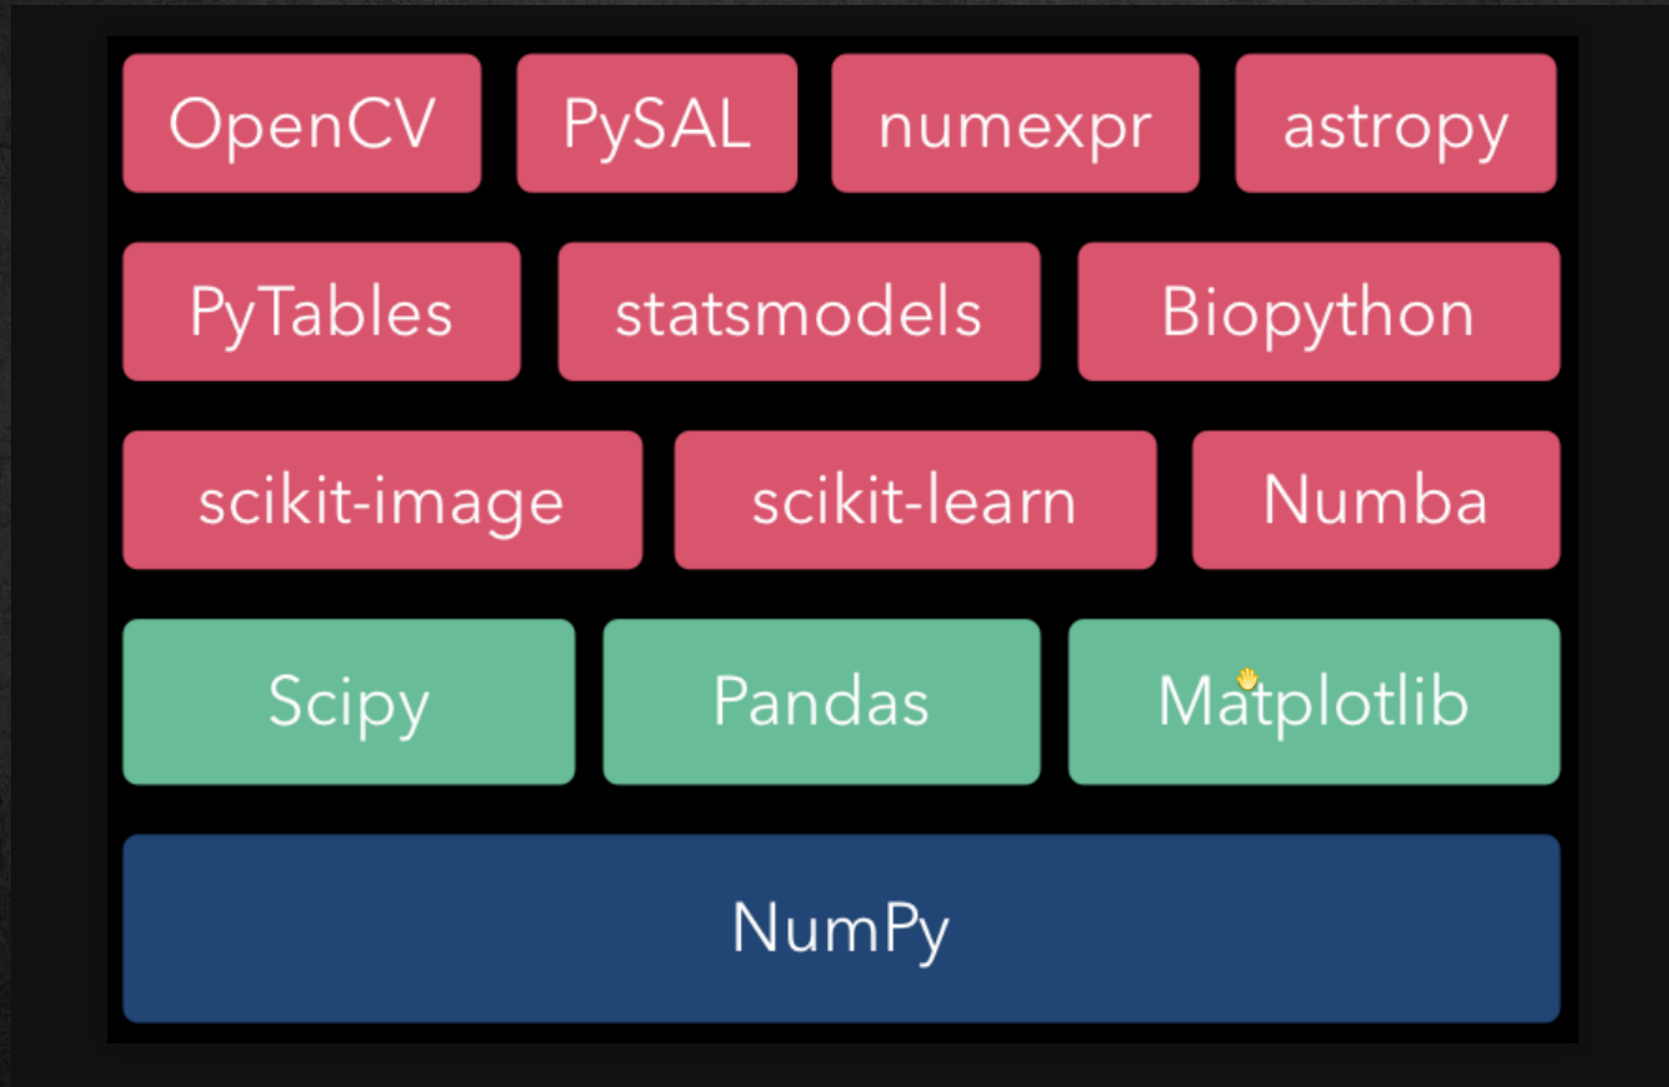 OpenCV PySAL numexpr astropy
PyTables statsmodels Biopython
scikit-image scikit-learn Numba
Scipy Pandas Matplotlib
NumPy